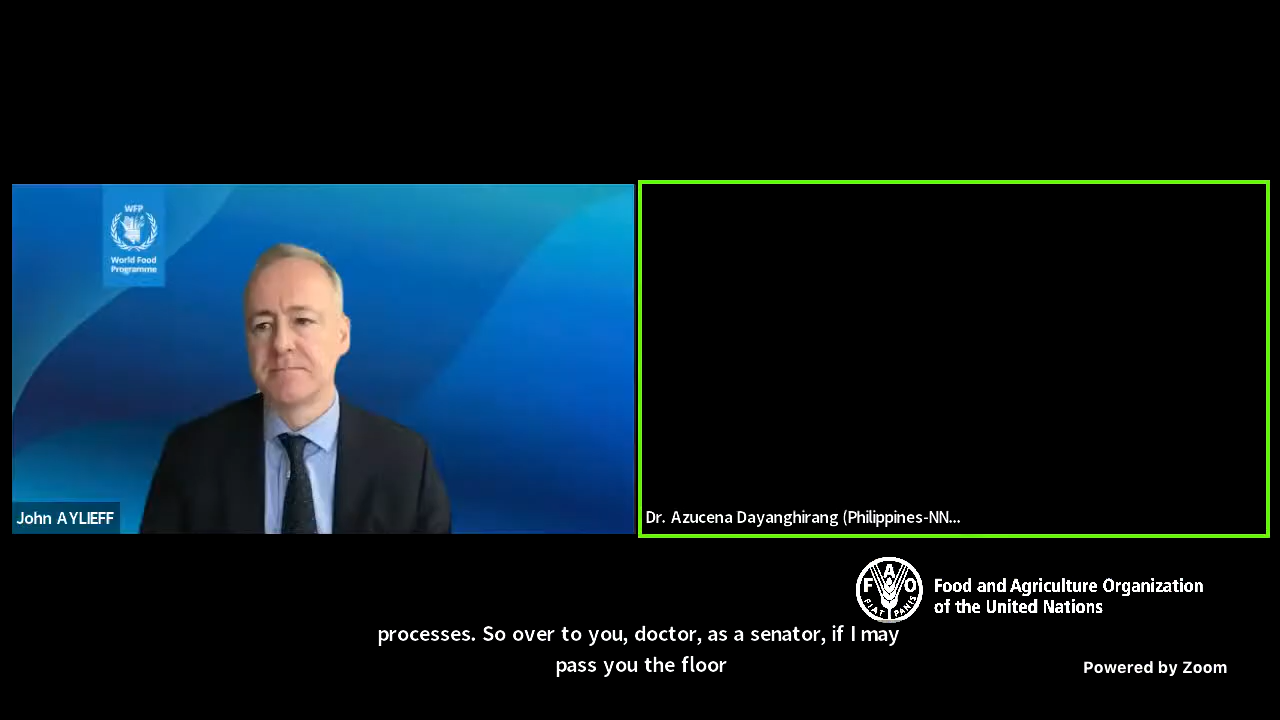 WFP
World Food
Programme
John AYLIEFF
Dr. Azucena Dayanghirang (Philippines-NN...
FAO
FIAT PANIS
Food and Agriculture Organization
of the United Nations
processes. So over to you, doctor, as a senator, if I may
pass you the floor
Powered by Zoom